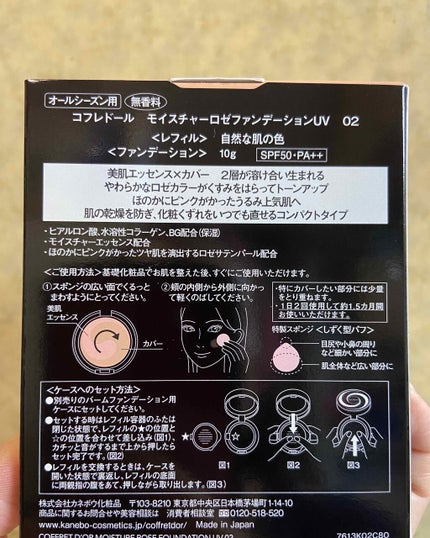 オールシーズン用 無香料
コフレドール モイスチャーロゼファンデーションUV 02
<レフィル> 自然な肌の色
<ファンデーション> 10g SPF50・PA++
美肌エッセンス×カバー 2層が溶け合い生まれる
やわらかなロゼカラーがくすみをはらってトーンアップ
ほのかにピンクがかったうるみ上気肌へ
肌の乾燥を防ぎ、化粧くずれをいつでも直せるコンパクトタイプ
・ヒアルロン酸、水溶性コラーゲン、BG配合(保湿)
・モイスチャーエッセンス配合
・ほのかにピンクがかったツヤ肌を演出するロゼサテンパール配合
<ご使用方法>基礎化粧品でお肌を整えた後、すぐにご使用いただけます。
①スポンジの広い面でくるっと
まわすようにとってください。
美肌
エッセンス
カバー
②頬の内側から外側に向かっ
て軽くのばしてください。
・特にカバーしたい部分には少量
をとり重ねます。
・1日2回使用して約1.5カ月間
お使いいただけます。
特製スポンジ <しずく型パフ>
目尻や小鼻の周り
など細かい部分に
肌全体など広い部分に
<ケースへのセット方法>
●別売りのバームファンデーション用
ケースにセットしてください。
●セットする時はレフィル容器のふたは
閉じた状態で、レフィルの★の位置と
☆の位置を合わせて差し込み(図1)、
カチッと音がするまで上から押したら
セット完了です。(図2)
●レフィルを交換するときは、ケースを
開いた状態で裏返し、レフィルの底面
に両親指の腹をあて、押しながら取り出します。(図3)
図1 図2 図3
株式会社カネボウ化粧品 〒103-8210 東京都中央区日本橋茅場町1-14-10
商品に関するお問合せや美容相談は 消費者相談室 0120-518-520
www.kanebo-cosmetics.jp/coffretdor/ Made in Japan
COFFRET D'OR MOISTURE ROSE FOUNDATION UV 02 7613K02C80